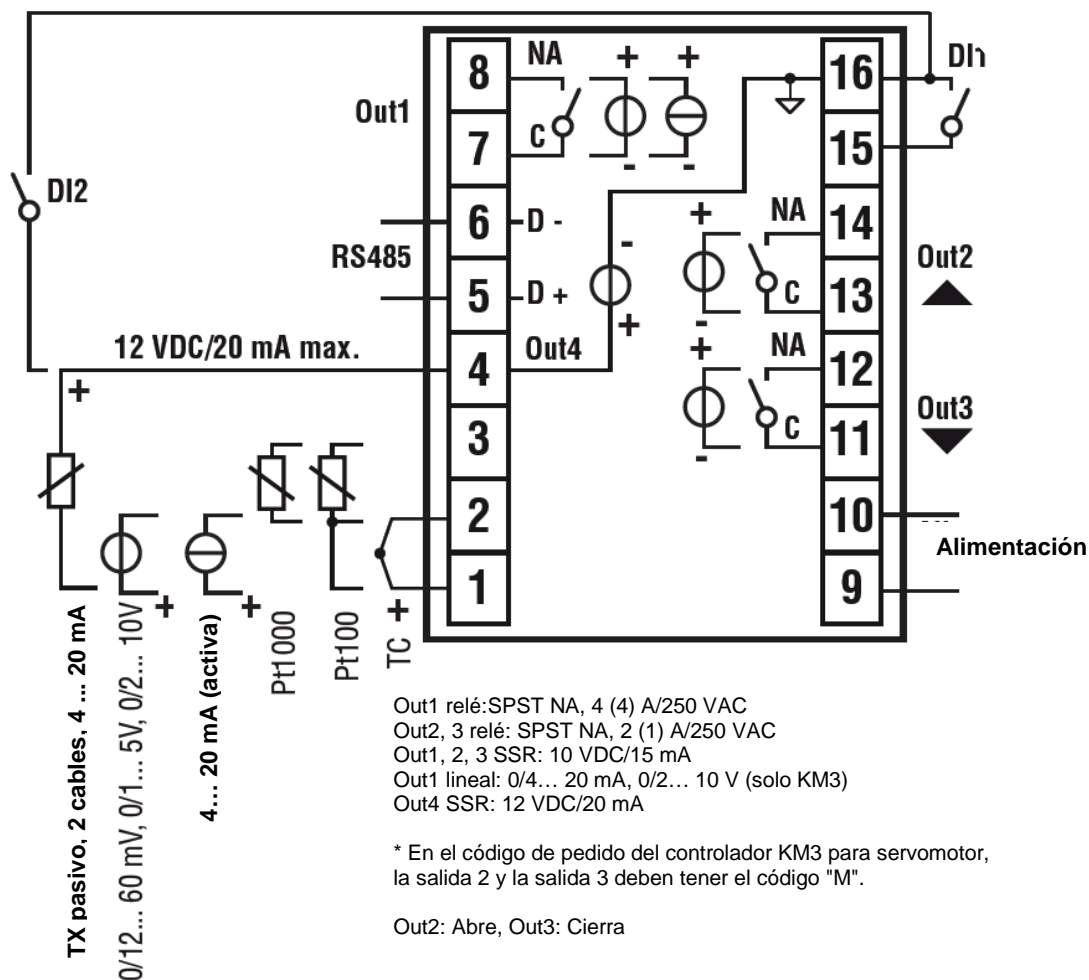 8
NA
+
+
16
DI1
Out1
7
C
-
-
15
DI2
6
D -
-
+
NA
14
Out2
RS485
5
D +
+
-
C
13
12 VDC/20 mA max.
4
Out4
+
NA
12
+
3
-
C
11
Out3
2
10
Alimentación
1
9
TX pasivo, 2 cables, 4 ... 20 mA
0/12... 60 mV, 0/1... 5V, 0/2... 10V
+
4... 20 mA (activa)
+
Pt1000
Pt100
TC
+
Out1 relé:SPST NA, 4 (4) A/250 VAC
Out2, 3 relé: SPST NA, 2 (1) A/250 VAC
Out1, 2, 3 SSR: 10 VDC/15 mA
Out1 lineal: 0/4… 20 mA, 0/2… 10 V (solo KM3)
Out4 SSR: 12 VDC/20 mA
* En el código de pedido del controlador KM3 para servomotor,
la salida 2 y la salida 3 deben tener el código "M".
Out2: Abre, Out3: Cierra